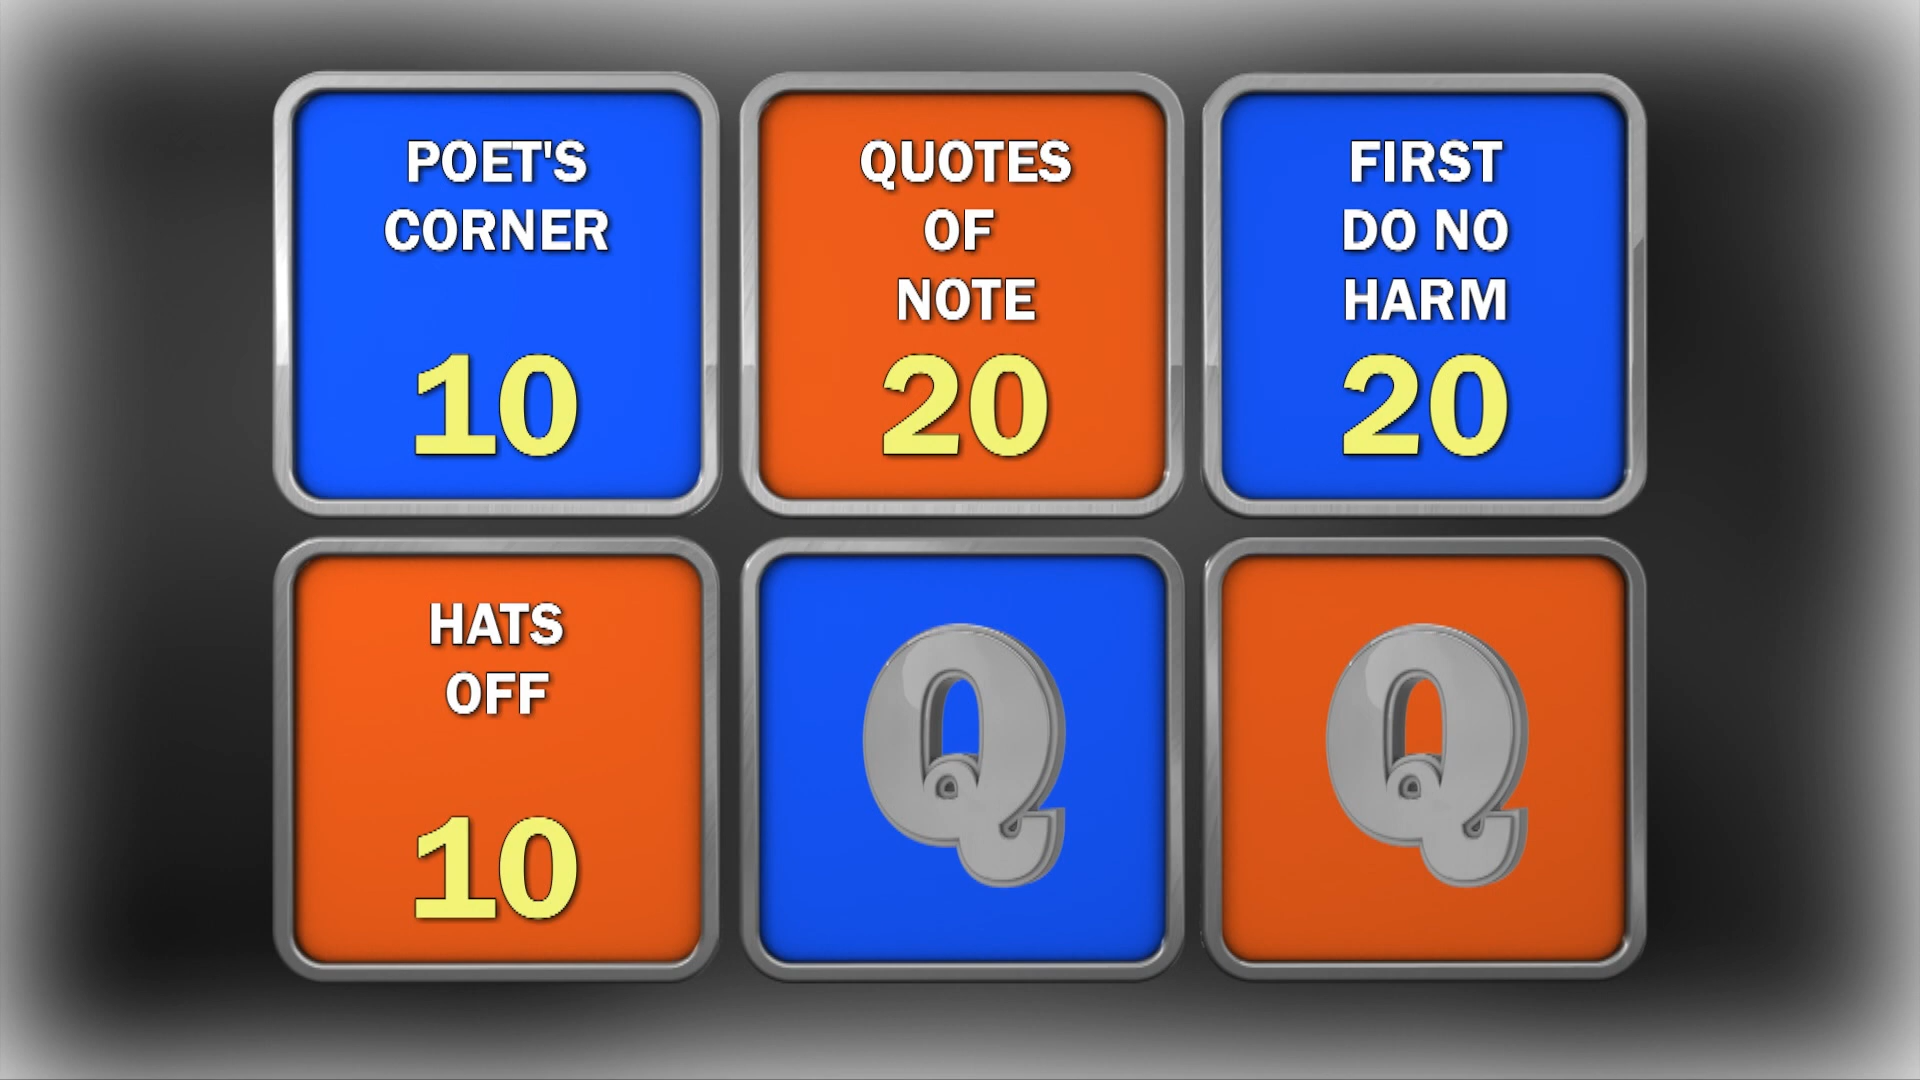 POET'S
CORNER
10
QUOTES
OF
NOTE
20
FIRST
DO NO
HARM
20
HATS
OFF
10
Q
Q